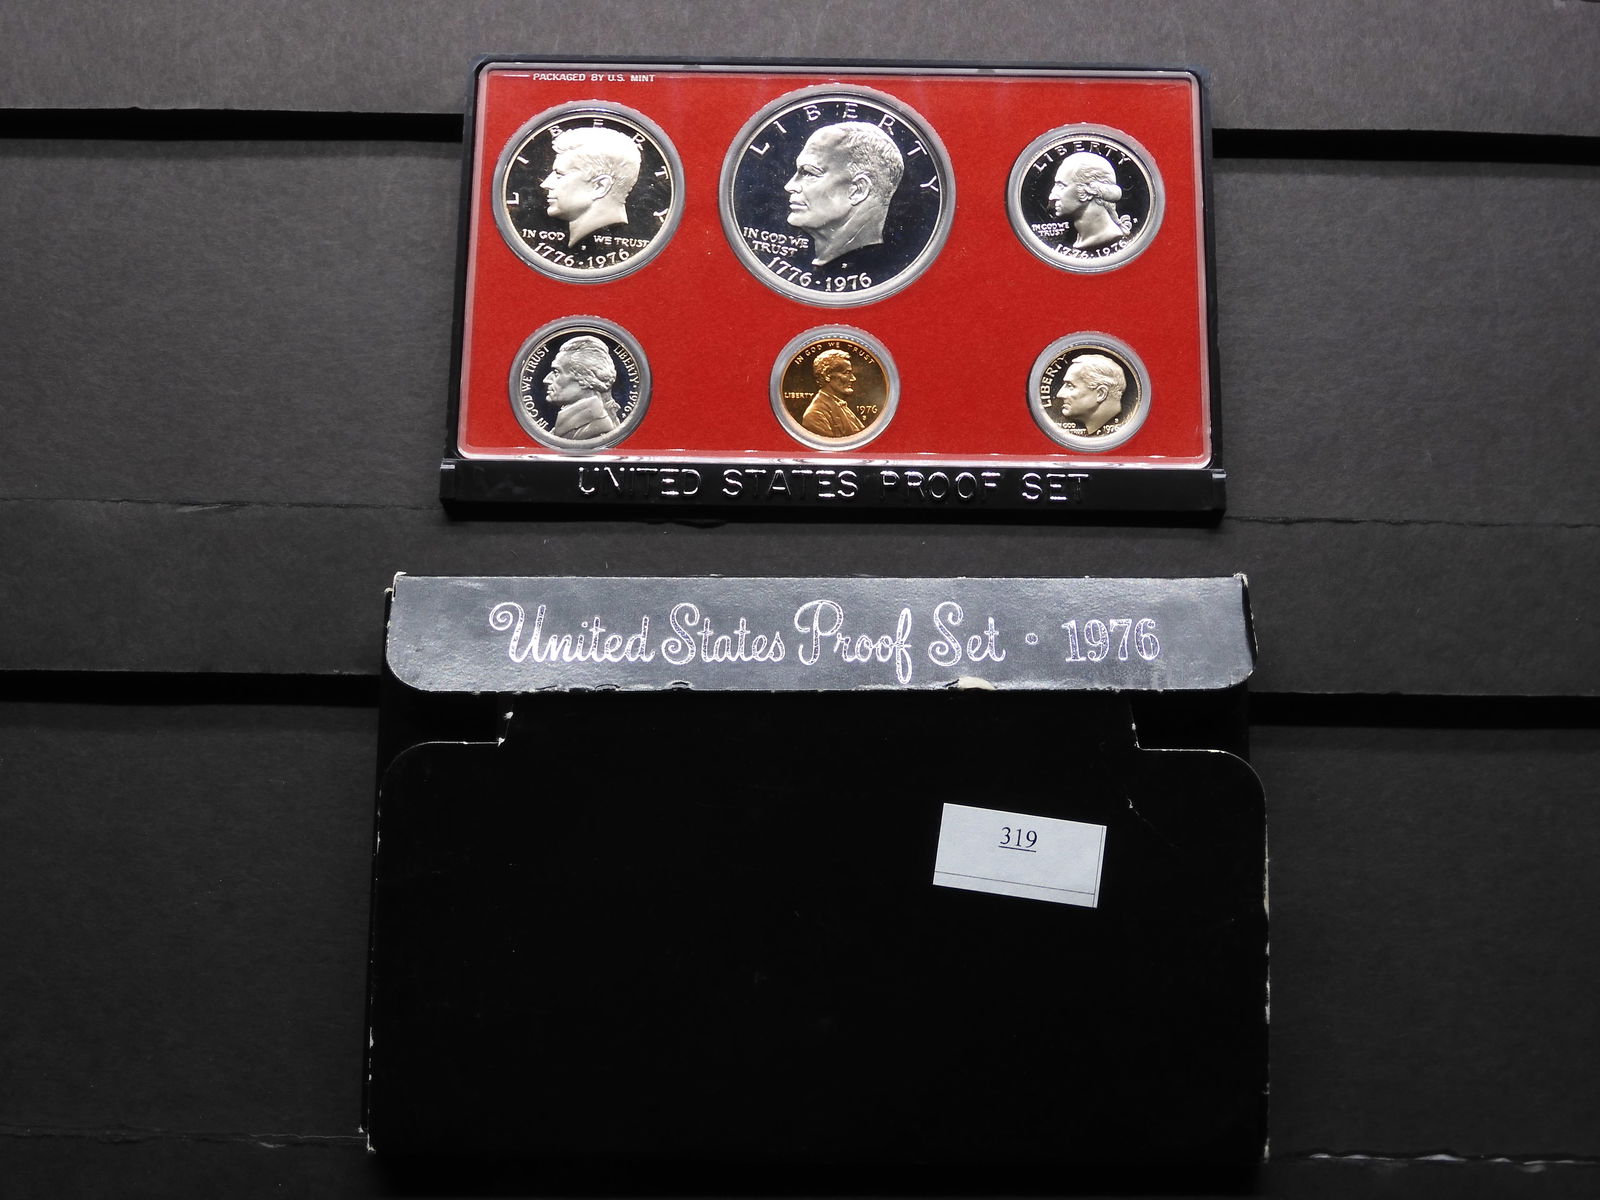 PACKAGED BY U.S. MINT
LIBERTY
IN GOD WE TRUST
1776·1976
LIBERTY
IN GOD WE
TRUST
1776·1976
LIBERTY
IN GOD WE
TRUST
1776·1976
IN GOD WE TRUST
LIBERTY·1976
S
IN GOD WE TRUST
LIBERTY
1976
S
LIBERTY
IN GOD
TRUST
1976
UNITED STATES PROOF SET
United States Proof Set · 1976
319